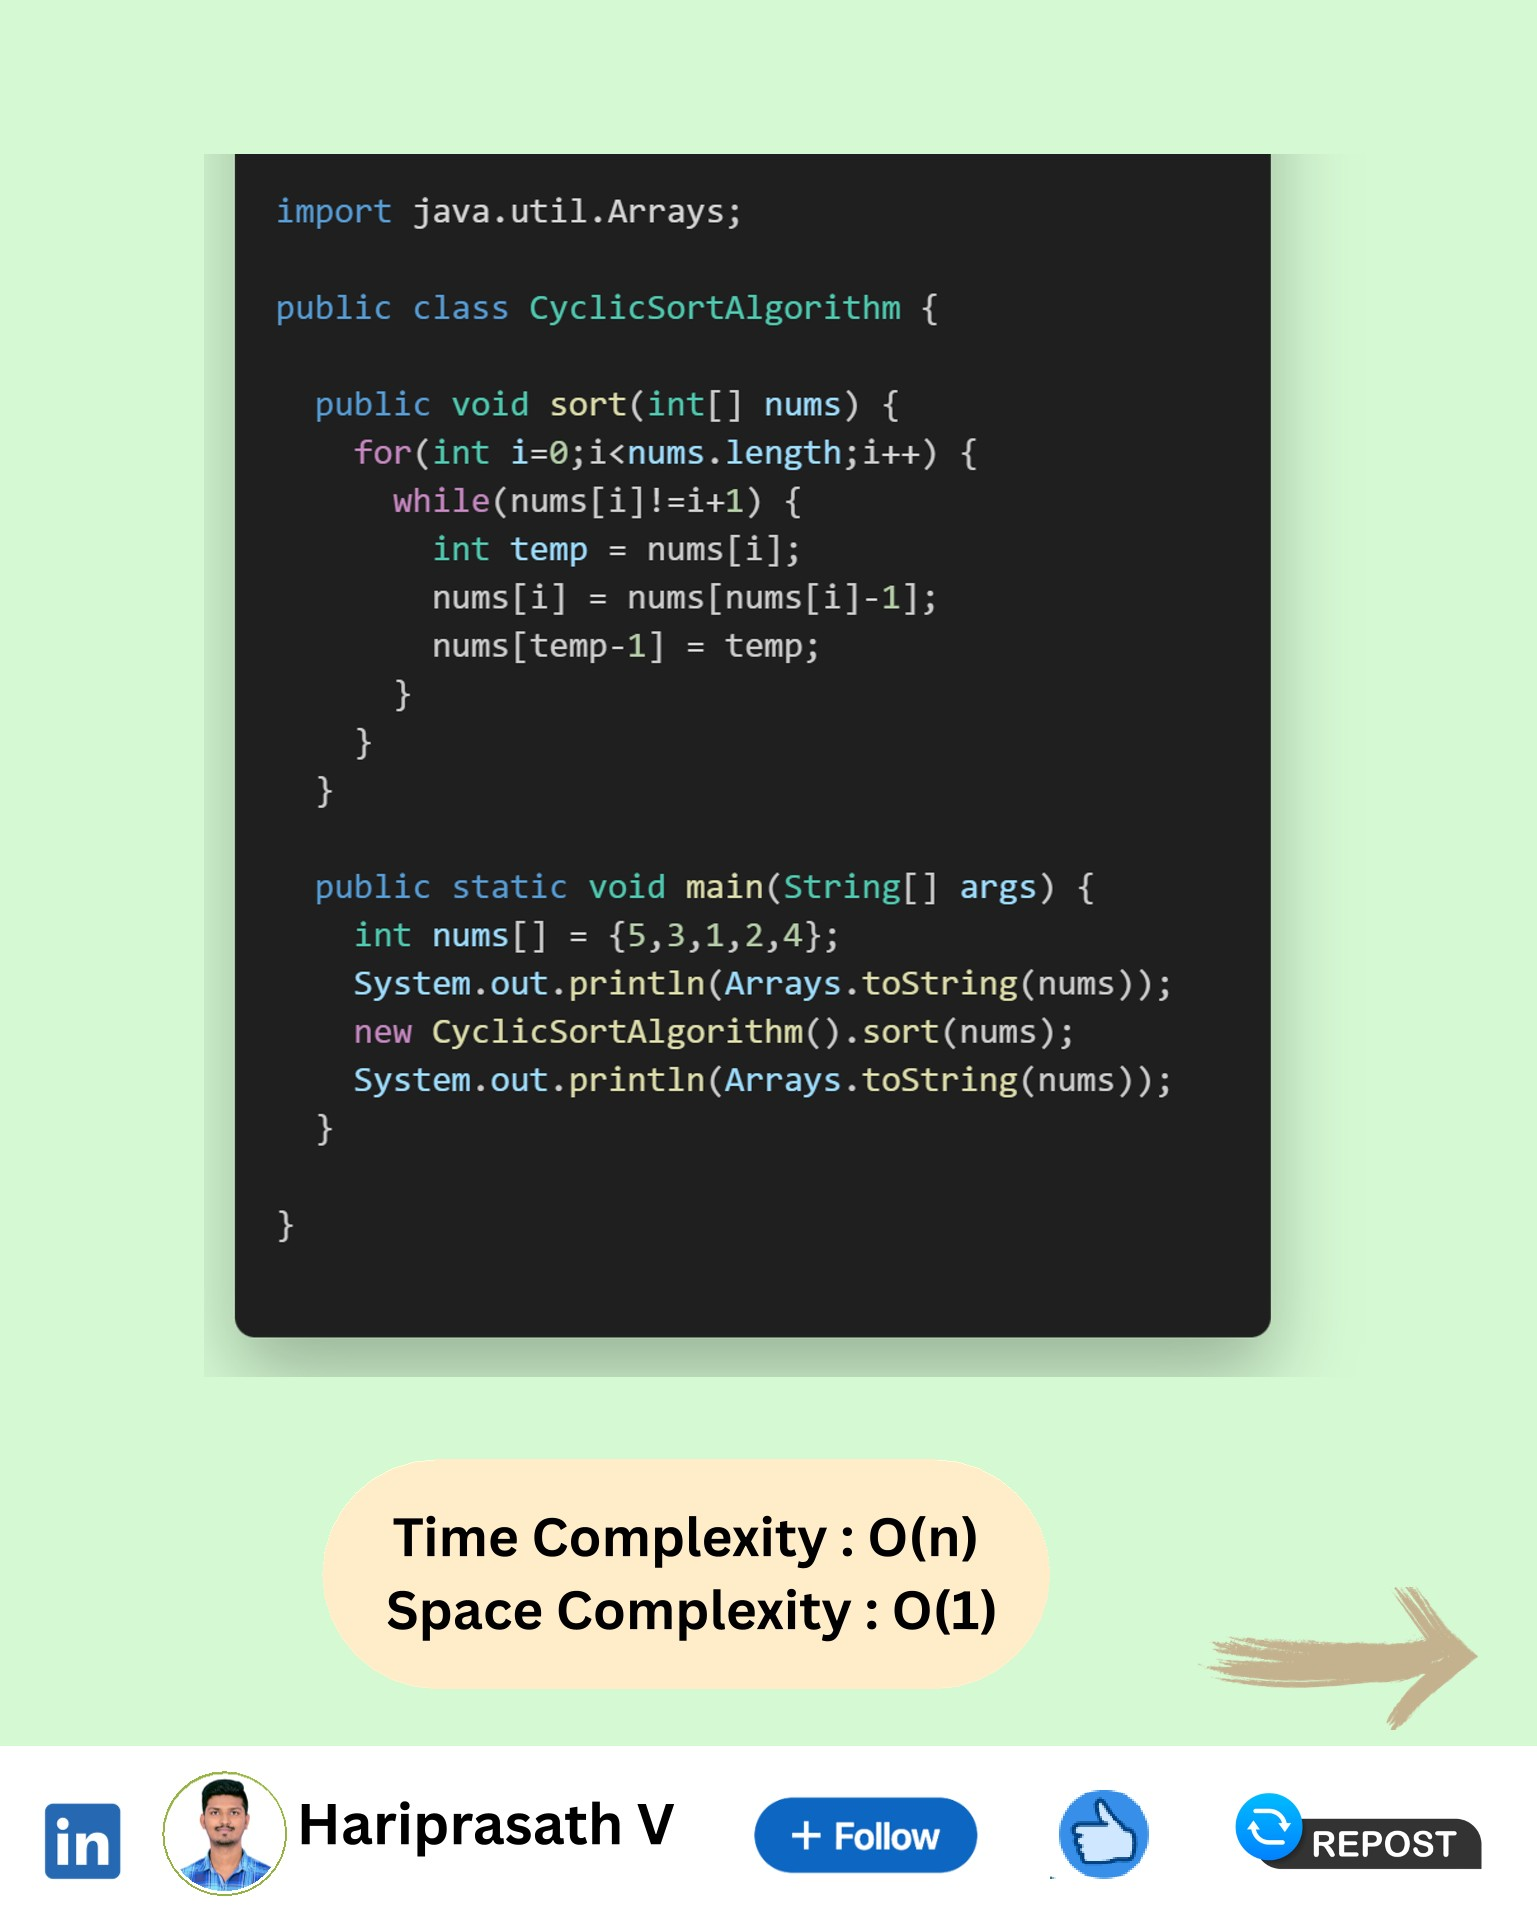 import java.util.Arrays;
public class CyclicSortAlgorithm {
public void sort(int[] nums) {
for(int i=0;i<nums.length;i++) {
while(nums[i]!=i+1) {
int temp = nums[i];
nums[i] = nums[nums[i]-1];
nums[temp-1] = temp;
}
}
}
public static void main(String[] args) {
int nums[] = {5,3,1,2,4};
System.out.println(Arrays.toString(nums));
new CyclicSortAlgorithm().sort(nums);
System.out.println(Arrays.toString(nums));
}
}
Time Complexity : O(n)
Space Complexity : O(1)
in
Hariprasath V
+ Follow
REPOST